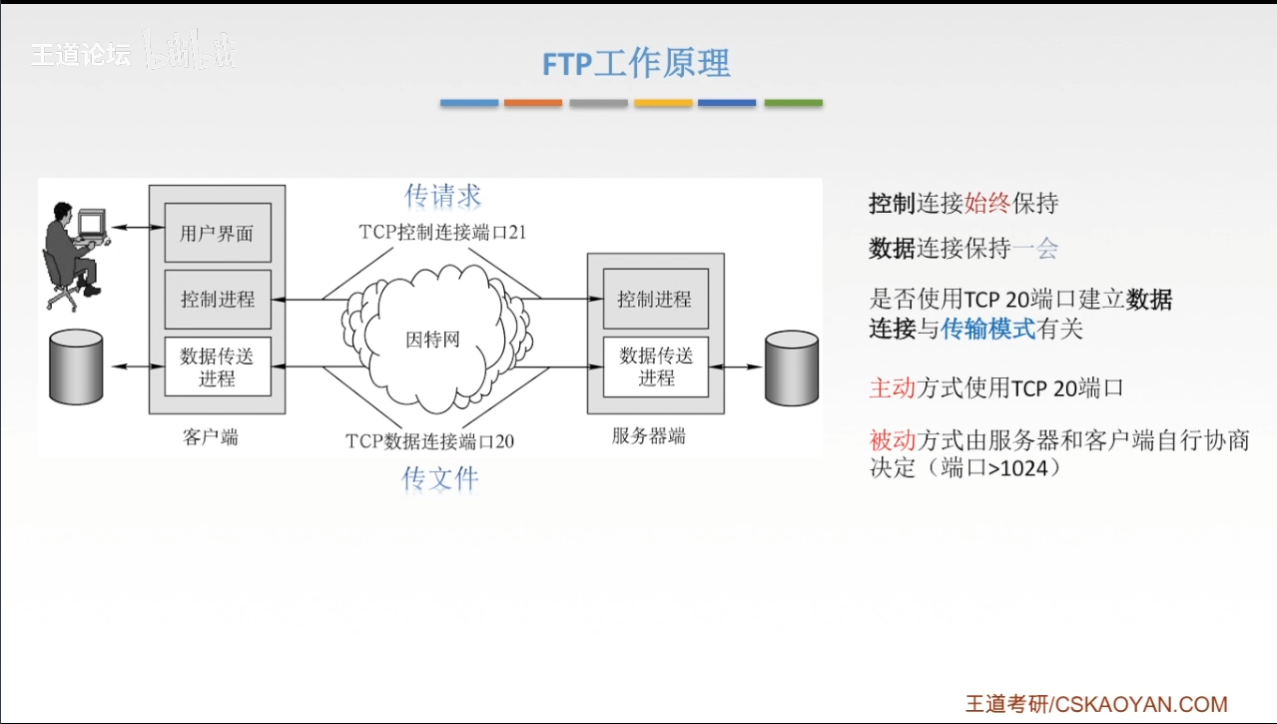 王道论坛 bilibili
FTP工作原理
传请求
TCP控制连接端口21
用户界面
控制进程
数据传送
进程
客户端
因特网
控制进程
数据传送
进程
服务器端
TCP数据连接端口20
传文件
控制连接始终保持
数据连接保持一会
是否使用TCP 20端口建立数据
连接与传输模式有关
主动方式使用TCP 20端口
被动方式由服务器和客户端自行协商
决定（端口>1024）
王道考研/CSKAOYAN.COM